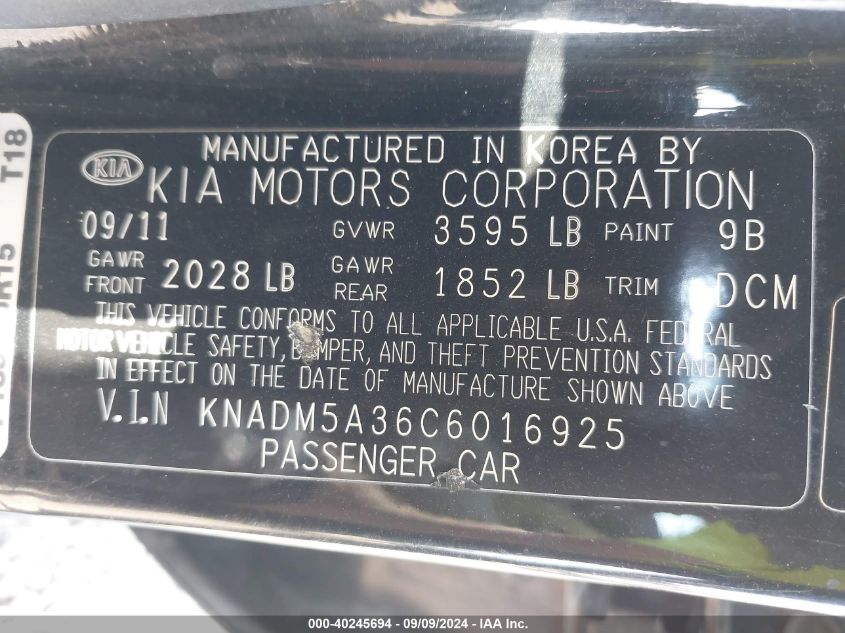 MANUFACTURED IN KOREA BY
KIA KIA MOTORS CORPORATION
09/11 GVWR 3595 LB PAINT 9B
GAWR FRONT 2028 LB GAWR REAR 1852 LB TRIM DCM
THIS VEHICLE CONFORMS TO ALL APPLICABLE U.S.A. FEDERAL
MOTOR VEHICLE SAFETY, BUMPER, AND THEFT PREVENTION STANDARDS
IN EFFECT ON THE DATE OF MANUFACTURE SHOWN ABOVE
V.I.N KNADM5A36C6016925
PASSENGER CAR
T18
000-40245694 - 09/09/2024 - IAA Inc.